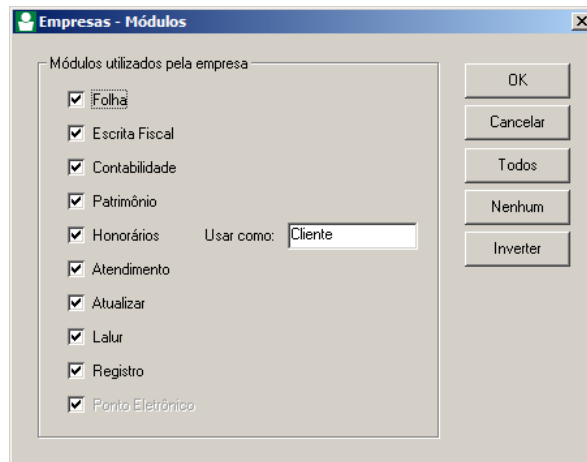 Empresas - Módulos
Módulos utilizados pela empresa
Folha
Escrita Fiscal
Contabilidade
Patrimônio
Honorários Usar como: Cliente
Atendimento
Atualizar
Lalur
Registro
Ponto Eletrônico
OK
Cancelar
Todos
Nenhum
Inverter